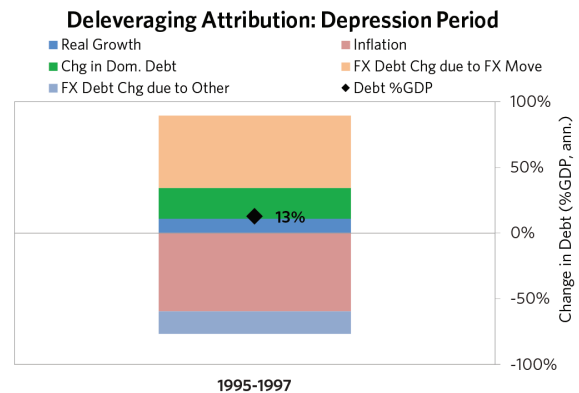 Deleveraging Attribution: Depression Period
Real Growth
Inflation
Chg in Dom. Debt
FX Debt Chg due to FX Move
FX Debt Chg due to Other
Debt %GDP
100%
50%
0%
-50%
-100%
Change in Debt (%GDP, ann.)
13%
1995-1997